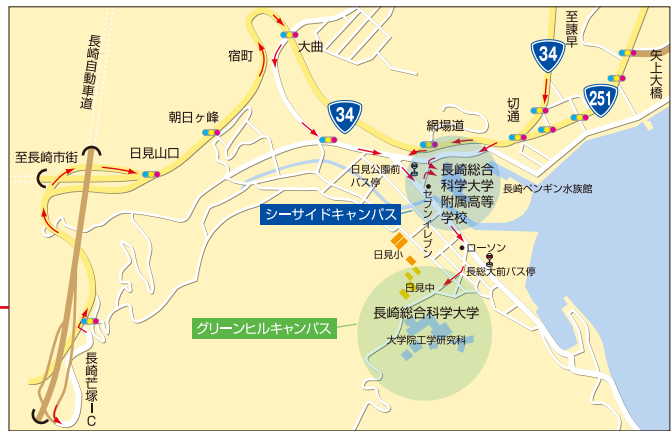 長崎自動車道
宿町
大曲
至諫早
34
矢上大橋
251
切通
朝日ヶ峰
34
網場道
至長崎市街
日見山口
日見公園前
バス停
長崎総合
科学大学
附属高等
学校
長崎ペンギン水族館
シーサイドキャンパス
セブンイレブン
ローソン
日見小
長総大前バス停
日見中
長崎総合科学大学
グリーンヒルキャンパス
大学院工学研究科
長崎芒塚IC